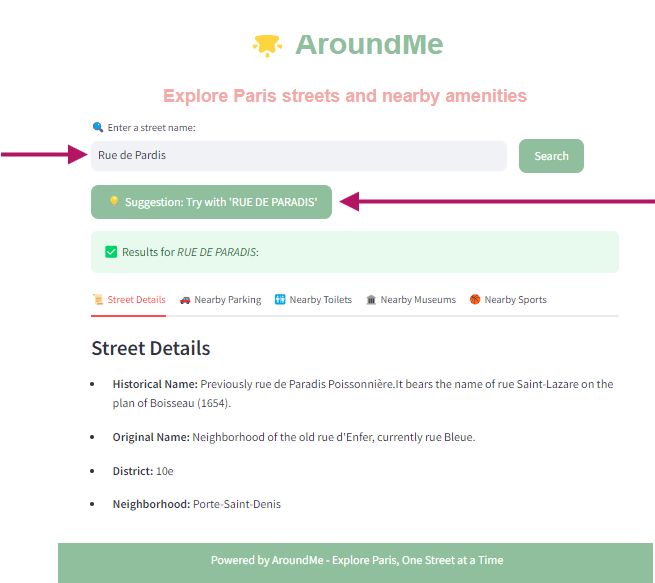 AroundMe
Explore Paris streets and nearby amenities
Enter a street name:
Rue de Pardis
Search
Suggestion: Try with 'RUE DE PARADIS'
Results for RUE DE PARADIS:
Street Details Nearby Parking Nearby Toilets Nearby Museums Nearby Sports
Street Details
Historical Name: Previously rue de Paradis Poissonnière.It bears the name of rue Saint-Lazare on the
plan of Boisseau (1654).
Original Name: Neighborhood of the old rue d'Enfer, currently rue Bleue.
District: 10e
Neighborhood: Porte-Saint-Denis
Powered by AroundMe - Explore Paris, One Street at a Time